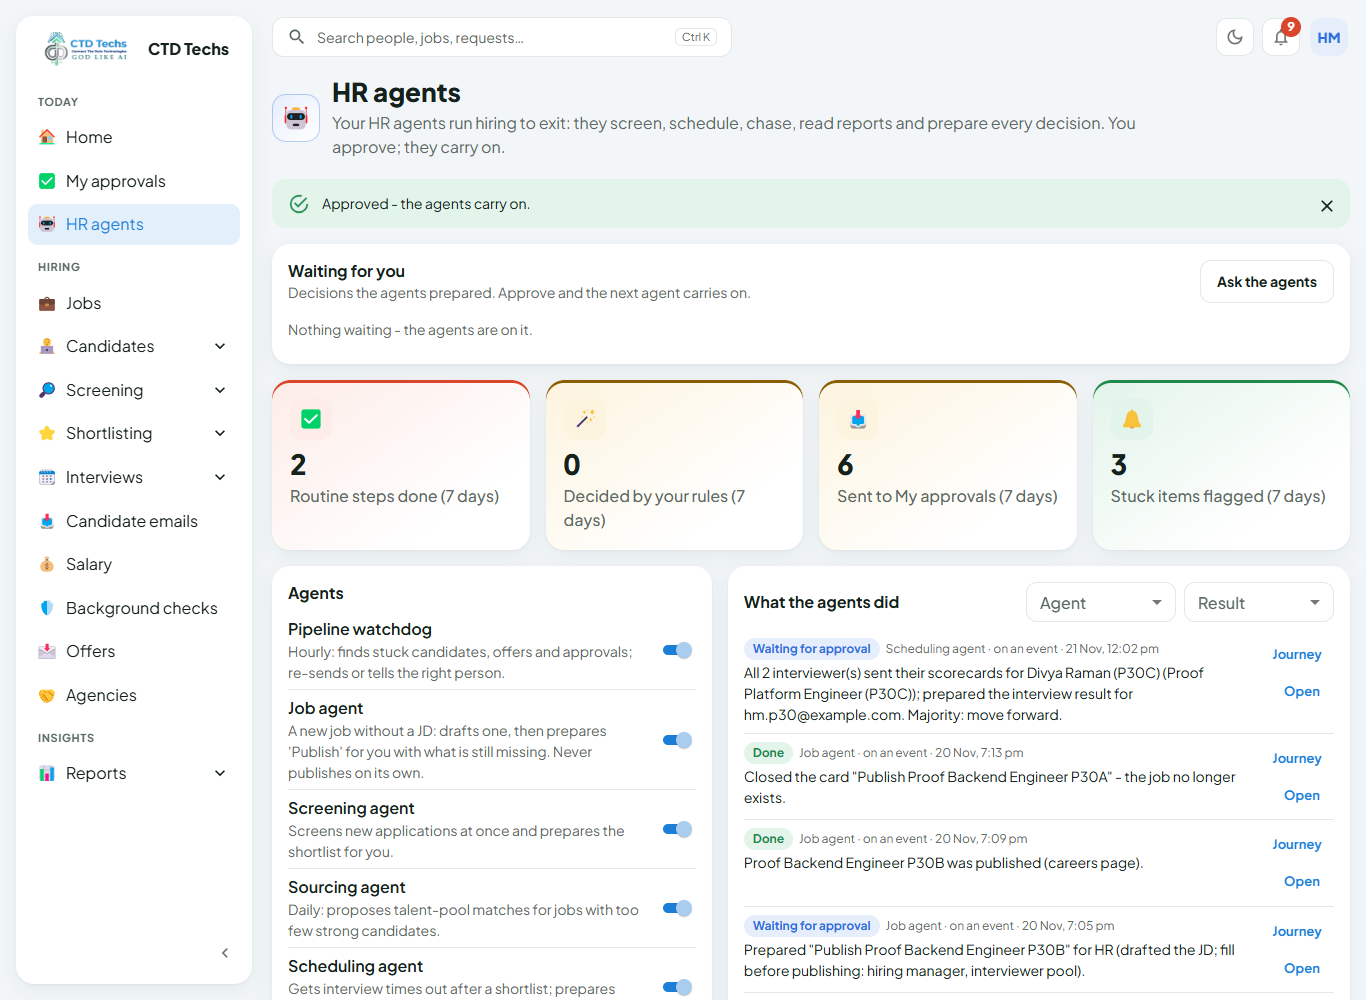 CTD Techs
Connect The Dots Technologies
GOD LIKE AI
CTD Techs
Search people, jobs, requests...
Ctrl K
9
HM
TODAY
Home
My approvals
HR agents
HIRING
Jobs
Candidates
Screening
Shortlisting
Interviews
Candidate emails
Salary
Background checks
Offers
Agencies
INSIGHTS
Reports
HR agents
Your HR agents run hiring to exit: they screen, schedule, chase, read reports and prepare every decision. You
approve; they carry on.
Approved - the agents carry on.
Waiting for you
Decisions the agents prepared. Approve and the next agent carries on.
Ask the agents
Nothing waiting - the agents are on it.
2
Routine steps done (7 days)
0
Decided by your rules (7
days)
6
Sent to My approvals (7 days)
3
Stuck items flagged (7 days)
Agents
Pipeline watchdog
Hourly: finds stuck candidates, offers and approvals;
re-sends or tells the right person.
Job agent
A new job without a JD: drafts one, then prepares
'Publish' for you with what is still missing. Never
publishes on its own.
Screening agent
Screens new applications at once and prepares the
shortlist for you.
Sourcing agent
Daily: proposes talent-pool matches for jobs with too
few strong candidates.
Scheduling agent
Gets interview times out after a shortlist; prepares
What the agents did
Agent
Result
Waiting for approval Scheduling agent · on an event · 21 Nov, 12:02 pm
Journey
All 2 interviewer(s) sent their scorecards for Divya Raman (P30C) (Proof
Platform Engineer (P30C)); prepared the interview result for
hm.p30@example.com. Majority: move forward.
Open
Done Job agent · on an event · 20 Nov, 7:13 pm
Journey
Closed the card "Publish Proof Backend Engineer P30A" - the job no longer
exists.
Open
Done Job agent · on an event · 20 Nov, 7:09 pm
Journey
Proof Backend Engineer P30B was published (careers page).
Open
Waiting for approval Job agent · on an event · 20 Nov, 7:05 pm
Journey
Prepared "Publish Proof Backend Engineer P30B" for HR (drafted the JD; fill
before publishing: hiring manager, interviewer pool).
Open